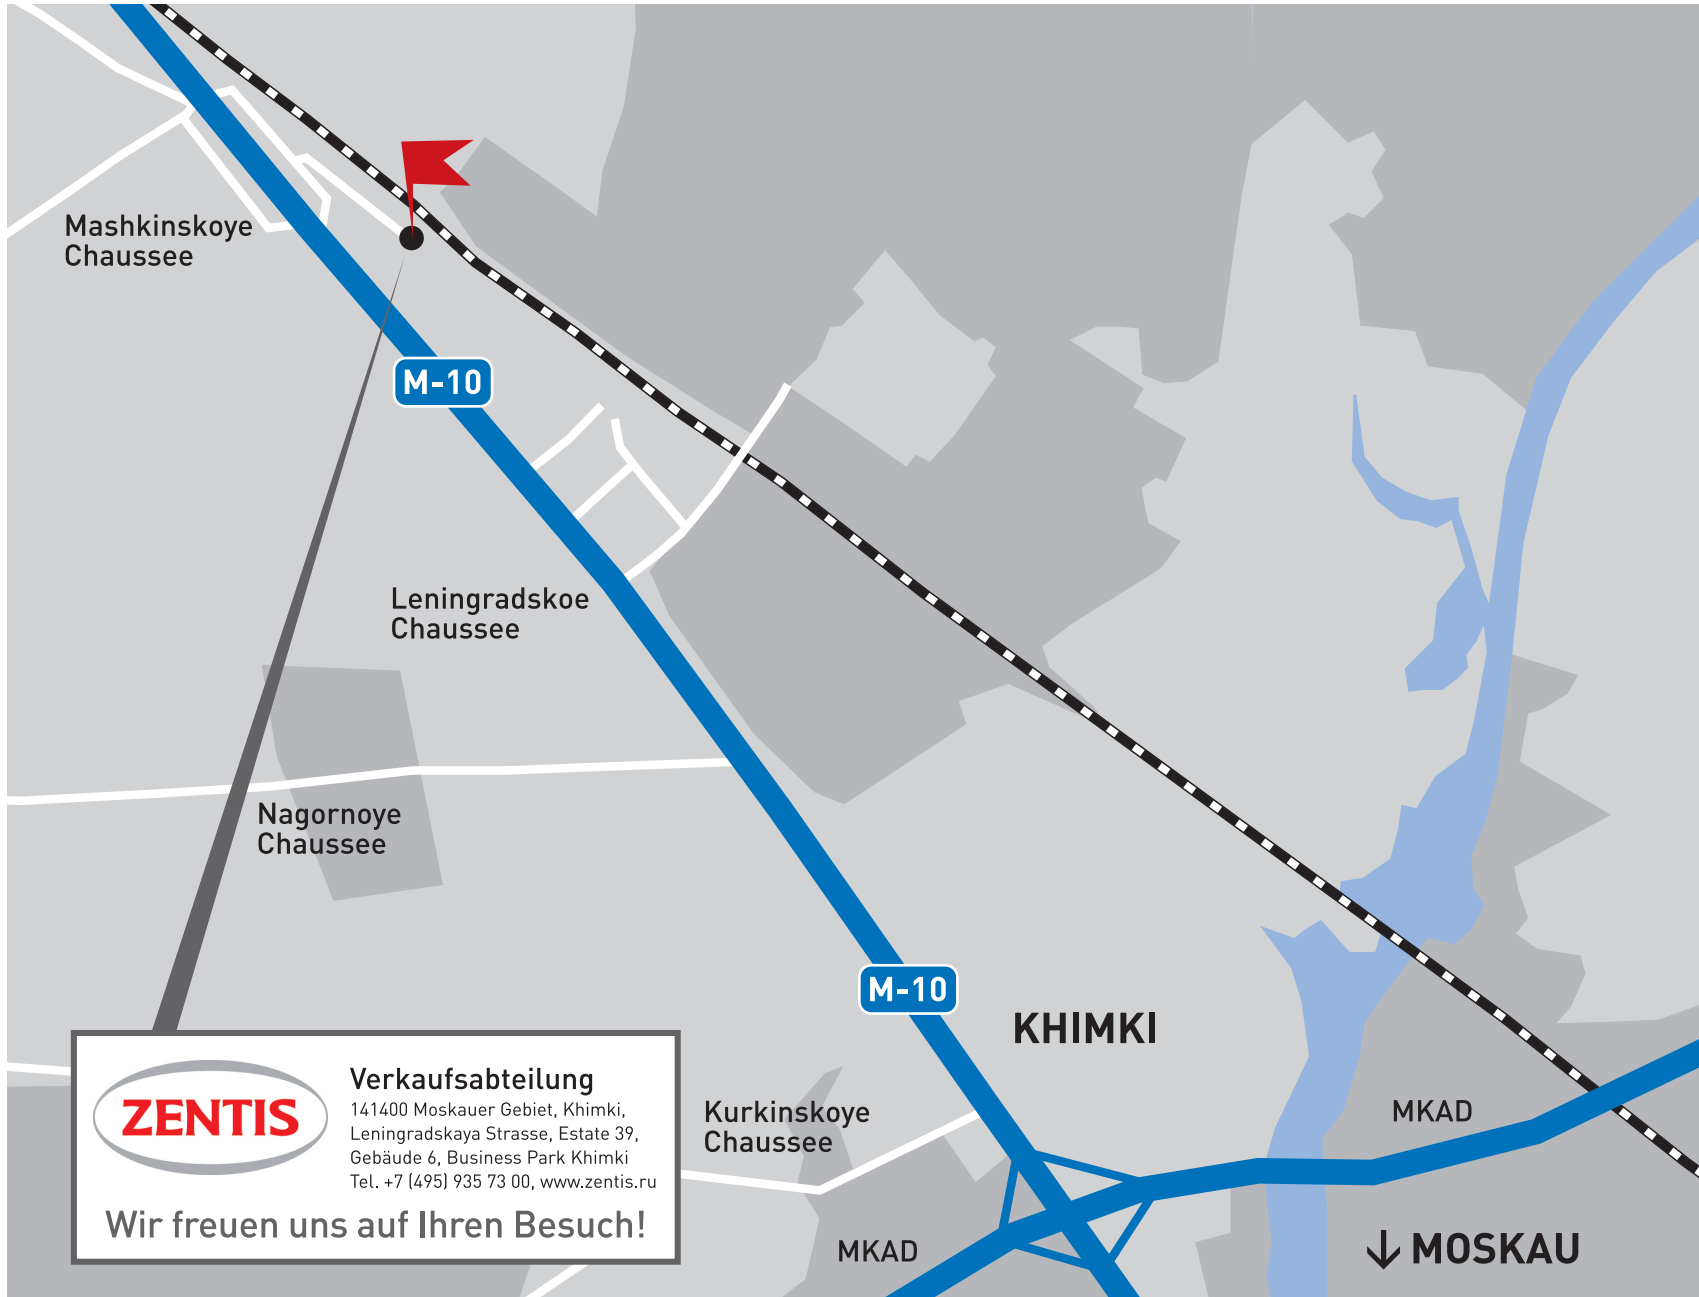 Mashkinskoye
Chaussee
M-10
Leningradskoe
Chaussee
Nagornoye
Chaussee
M-10
KHIMKI
ZENTIS
Verkaufsabteilung
141400 Moskauer Gebiet, Khimki,
Leningradskaya Strasse, Estate 39,
Gebäude 6, Business Park Khimki
Tel. +7 (495) 935 73 00, www.zentis.ru
Wir freuen uns auf Ihren Besuch!
Kurkinskoye
Chaussee
MKAD
MKAD
↓ MOSKAU